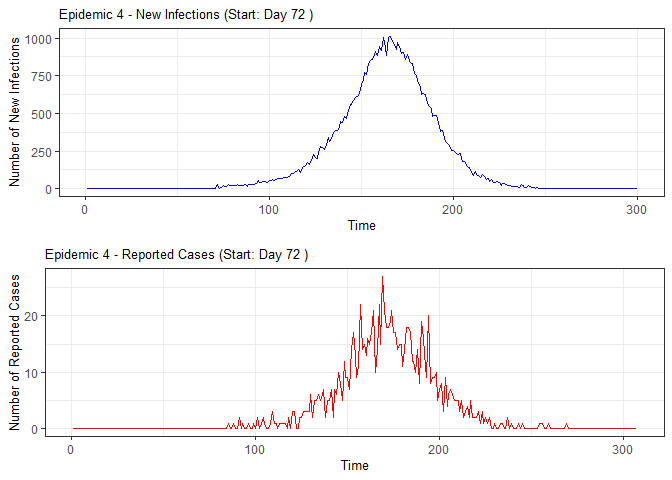 Epidemic 4 - New Infections (Start: Day 72 )
Number of New Infections
1000
750
500
250
0
0 100 200 300
Time
Epidemic 4 - Reported Cases (Start: Day 72 )
Number of Reported Cases
20
10
0
0 100 200 300
Time